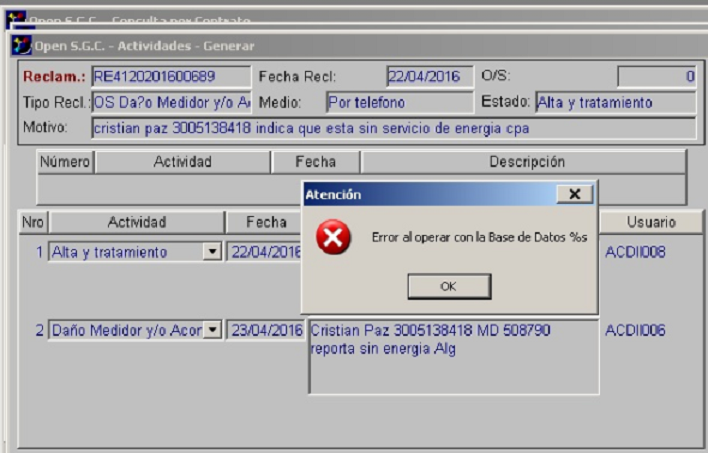 Open S.G.C. - Consulta por Contrato
Open S.G.C. - Actividades - Generar
Reclam.: RE4120201600689 Fecha Recl: 22/04/2016 O/S: 0
Tipo Recl.: OS Da?o Medidor y/o A Medio: Por telefono Estado: Alta y tratamiento
Motivo: cristian paz 3005138418 indica que esta sin servicio de energia cpa
Número Actividad Fecha Descripción
Atención
Error al operar con la Base de Datos %s
OK
Nro Actividad Fecha Usuario
1 Alta y tratamiento 22/04/2016 ACDII008
2 Daño Medidor y/o Acor 23/04/2016 Cristian Paz 3005138418 MD 508790 ACDII006
reporta sin energia Alg